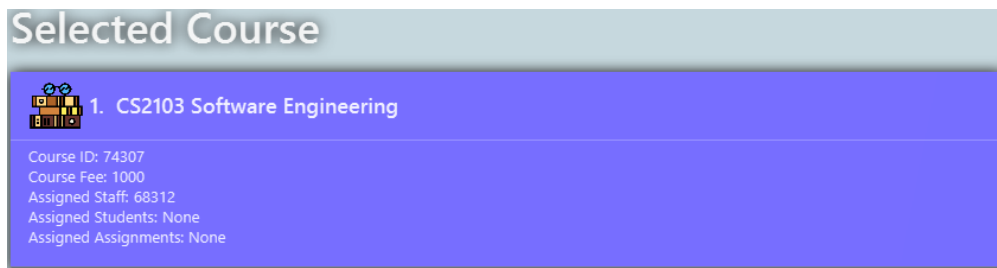 Selected Course
1. CS2103 Software Engineering
Course ID: 74307
Course Fee: 1000
Assigned Staff: 68312
Assigned Students: None
Assigned Assignments: None